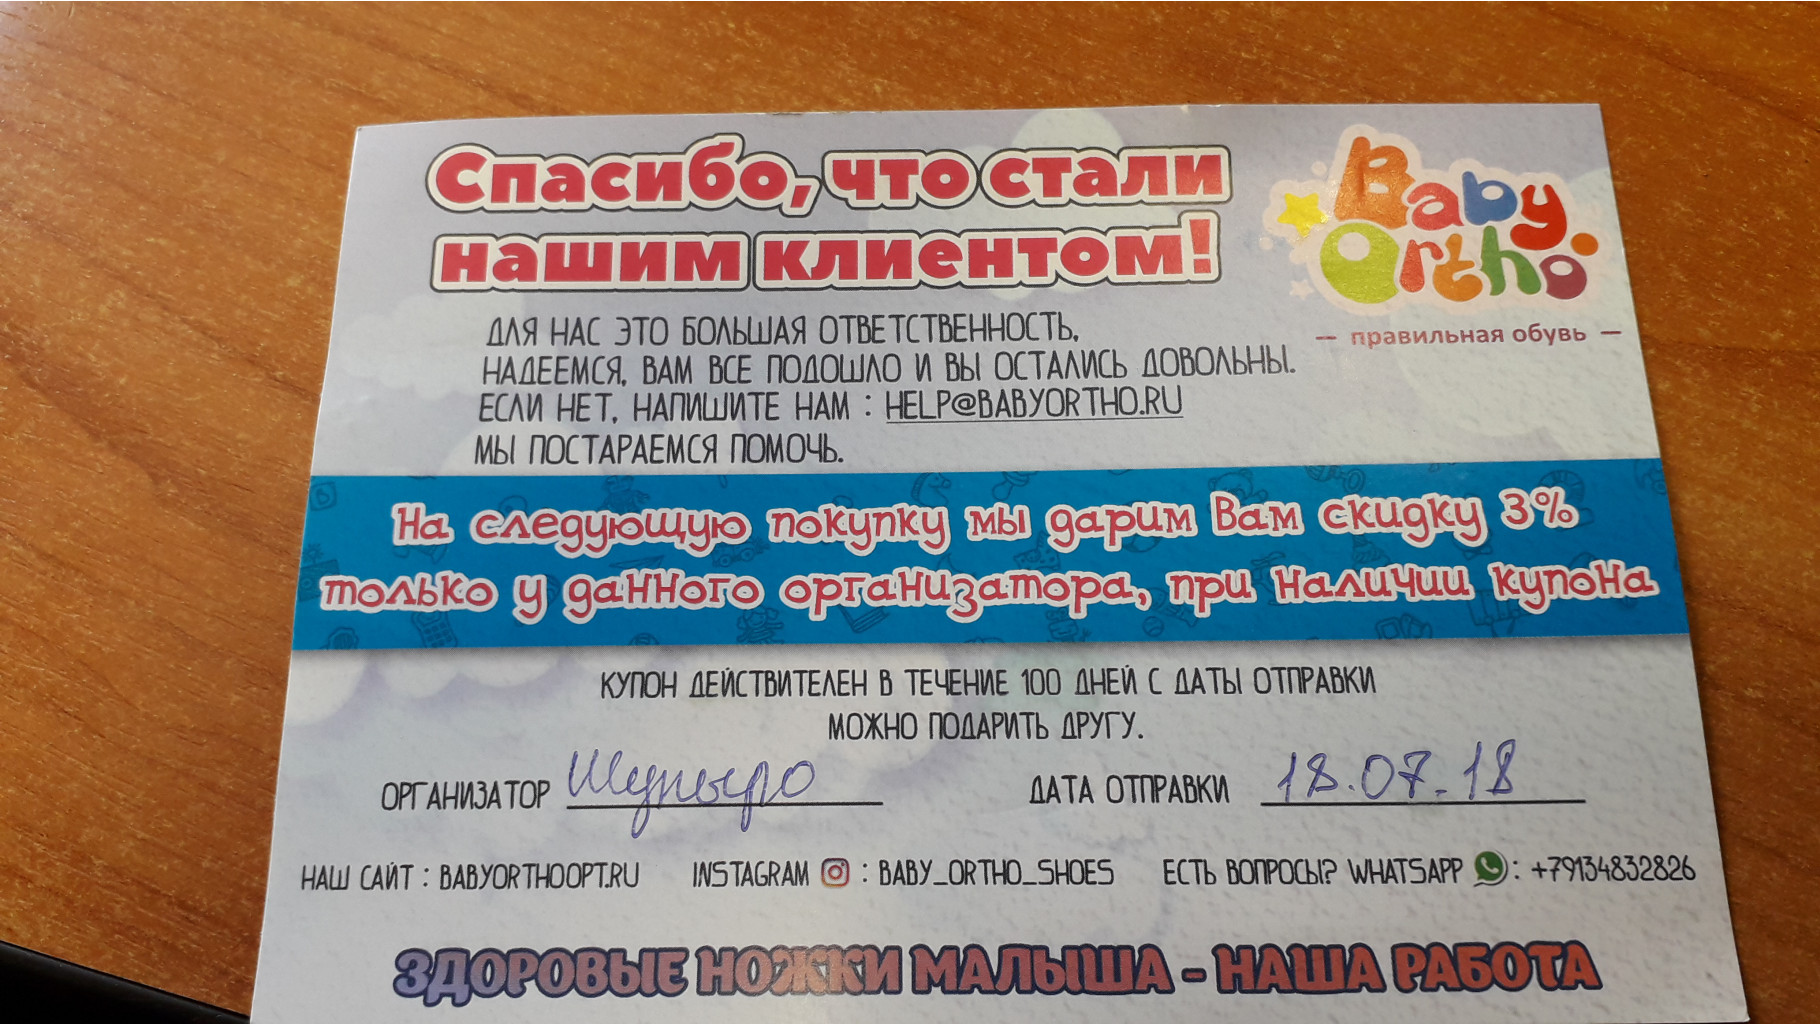 Спасибо, что стали
нашим клиентом!
Baby
Ortho
— правильная обувь —
ДЛЯ НАС ЭТО БОЛЬШАЯ ОТВЕТСТВЕННОСТЬ,
НАДЕЕМСЯ, ВАМ ВСЕ ПОДОШЛО И ВЫ ОСТАЛИСЬ ДОВОЛЬНЫ.
ЕСЛИ НЕТ, НАПИШИТЕ НАМ : HELP@BABYORTHO.RU
МЫ ПОСТАРАЕМСЯ ПОМОЧЬ.
На следующую покупку мы дарим Вам скидку 3%
только у данного организатора, при наличии купона
КУПОН ДЕЙСТВИТЕЛЕН В ТЕЧЕНИЕ 100 ДНЕЙ С ДАТЫ ОТПРАВКИ
МОЖНО ПОДАРИТЬ ДРУГУ.
ОРГАНИЗАТОР Шупыро ДАТА ОТПРАВКИ 18.07.18
НАШ САЙТ : BABYORTHOOPT.RU INSTAGRAM : BABY_ORTHO_SHOES ЕСТЬ ВОПРОСЫ? WHATSAPP : +79134832826
ЗДОРОВЫЕ НОЖКИ МАЛЫША - НАША РАБОТА